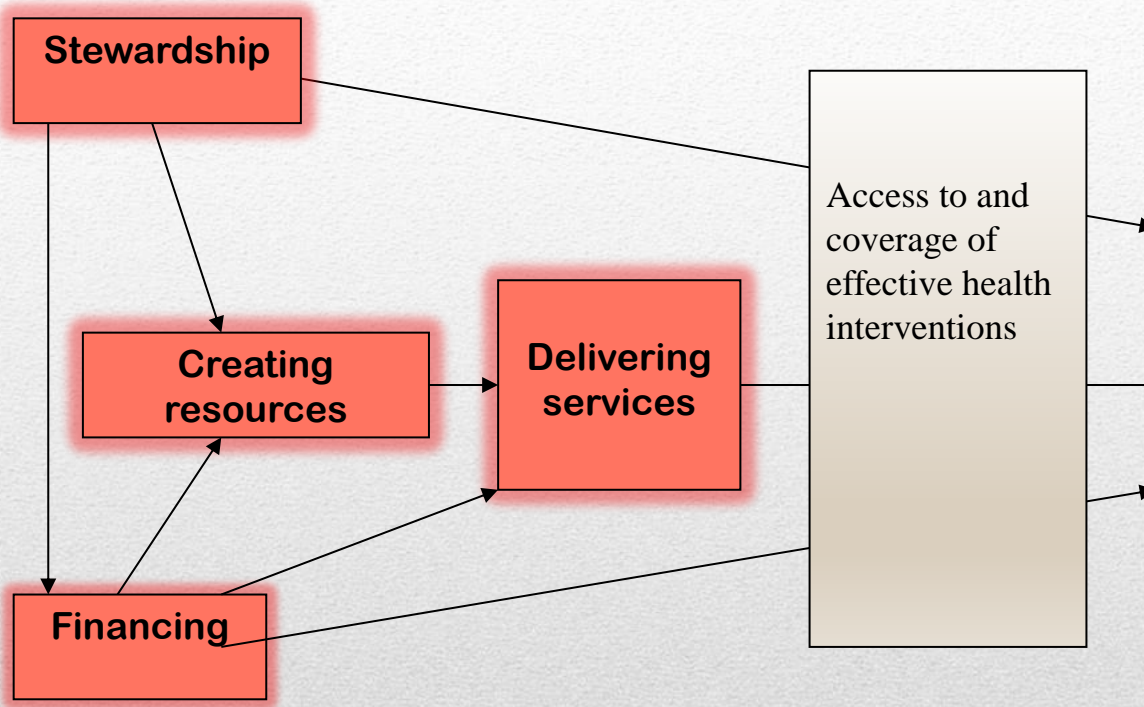 Stewardship
Access to and
coverage of
effective health
interventions
Creating
resources
Delivering
services
Financing